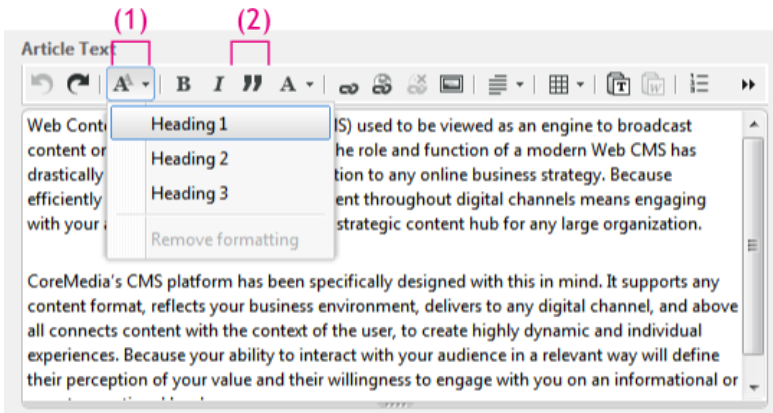 (1) (2)
Article Text
A B I A T W
Heading 1
Heading 2
Heading 3
Remove formatting
Web Cont S) used to be viewed as an engine to broadcast
content or he role and function of a modern Web CMS has
drastically tion to any online business strategy. Because
efficiently ent throughout digital channels means engaging
with your strategic content hub for any large organization.
CoreMedia's CMS platform has been specifically designed with this in mind. It supports any
content format, reflects your business environment, delivers to any digital channel, and above
all connects content with the context of the user, to create highly dynamic and individual
experiences. Because your ability to interact with your audience in a relevant way will define
their perception of your value and their willingness to engage with you on an informational or